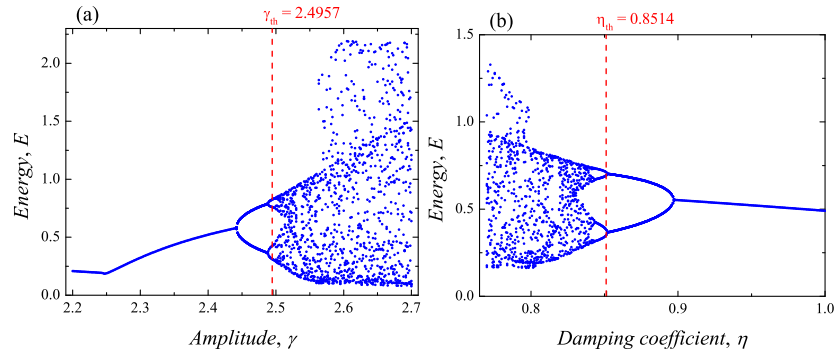 (a)
γth = 2.4957
Energy, E
2.0
1.5
1.0
0.5
0.0
2.2 2.3 2.4 2.5 2.6 2.7
Amplitude, γ
(b)
ηth = 0.8514
Energy, E
1.5
1.0
0.5
0.0
0.8 0.9 1.0
Damping coefficient, η